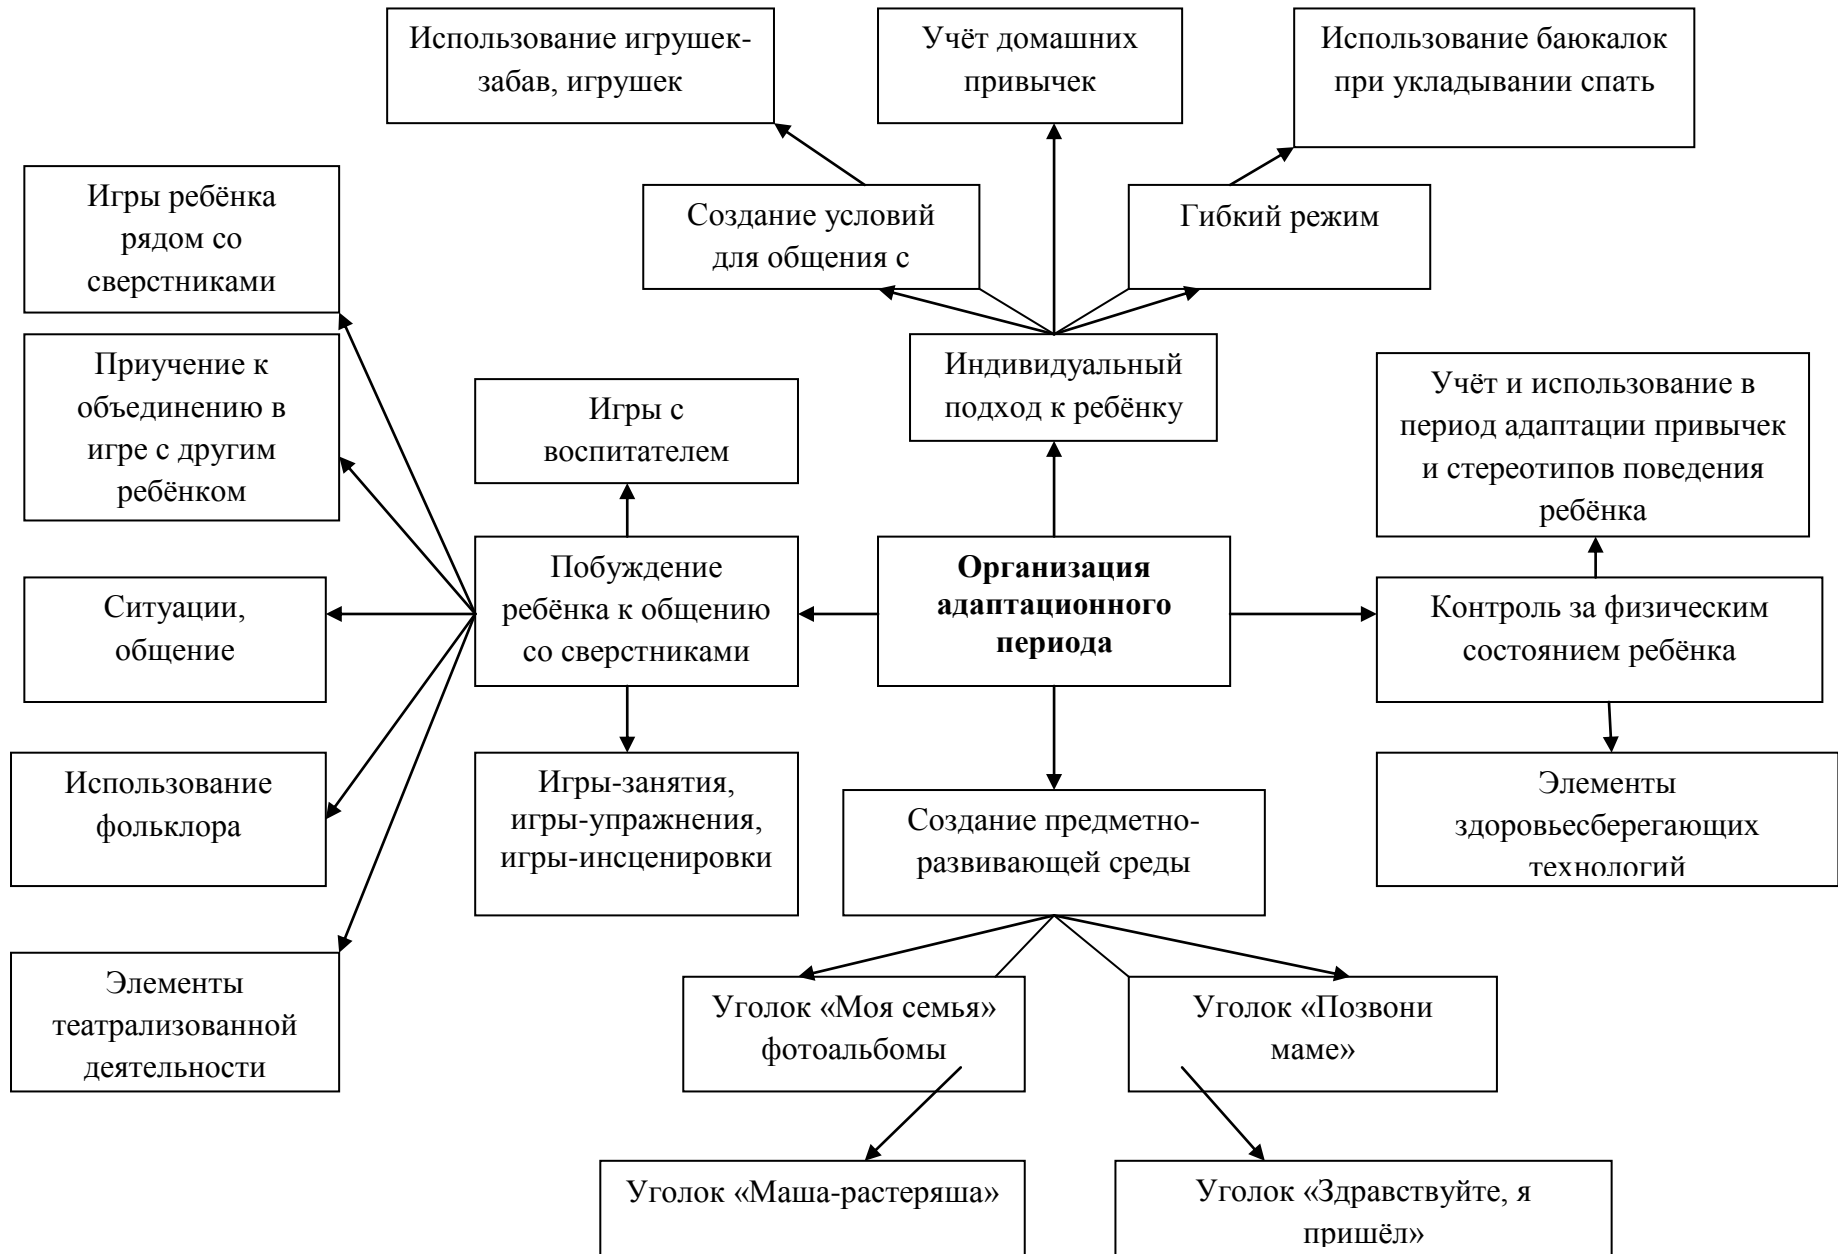 Использование игрушек-
забав, игрушек
Учёт домашних
привычек
Использование баюкалок
при укладывании спать
Игры ребёнка
рядом со
сверстниками
Создание условий
для общения с
Гибкий режим
Приучение к
объединению в
игре с другим
ребёнком
Игры с
воспитателем
Индивидуальный
подход к ребёнку
Учёт и использование в
период адаптации привычек
и стереотипов поведения
ребёнка
Ситуации,
общение
Побуждение
ребёнка к общению
со сверстниками
Организация
адаптационного
периода
Контроль за физическим
состоянием ребёнка
Использование
фольклора
Игры-занятия,
игры-упражнения,
игры-инсценировки
Создание предметно-
развивающей среды
Элементы
здоровьесберегающих
технологий
Элементы
театрализованной
деятельности
Уголок «Моя семья»
фотоальбомы
Уголок «Позвони
маме»
Уголок «Маша-растеряша»
Уголок «Здравствуйте, я
пришёл»